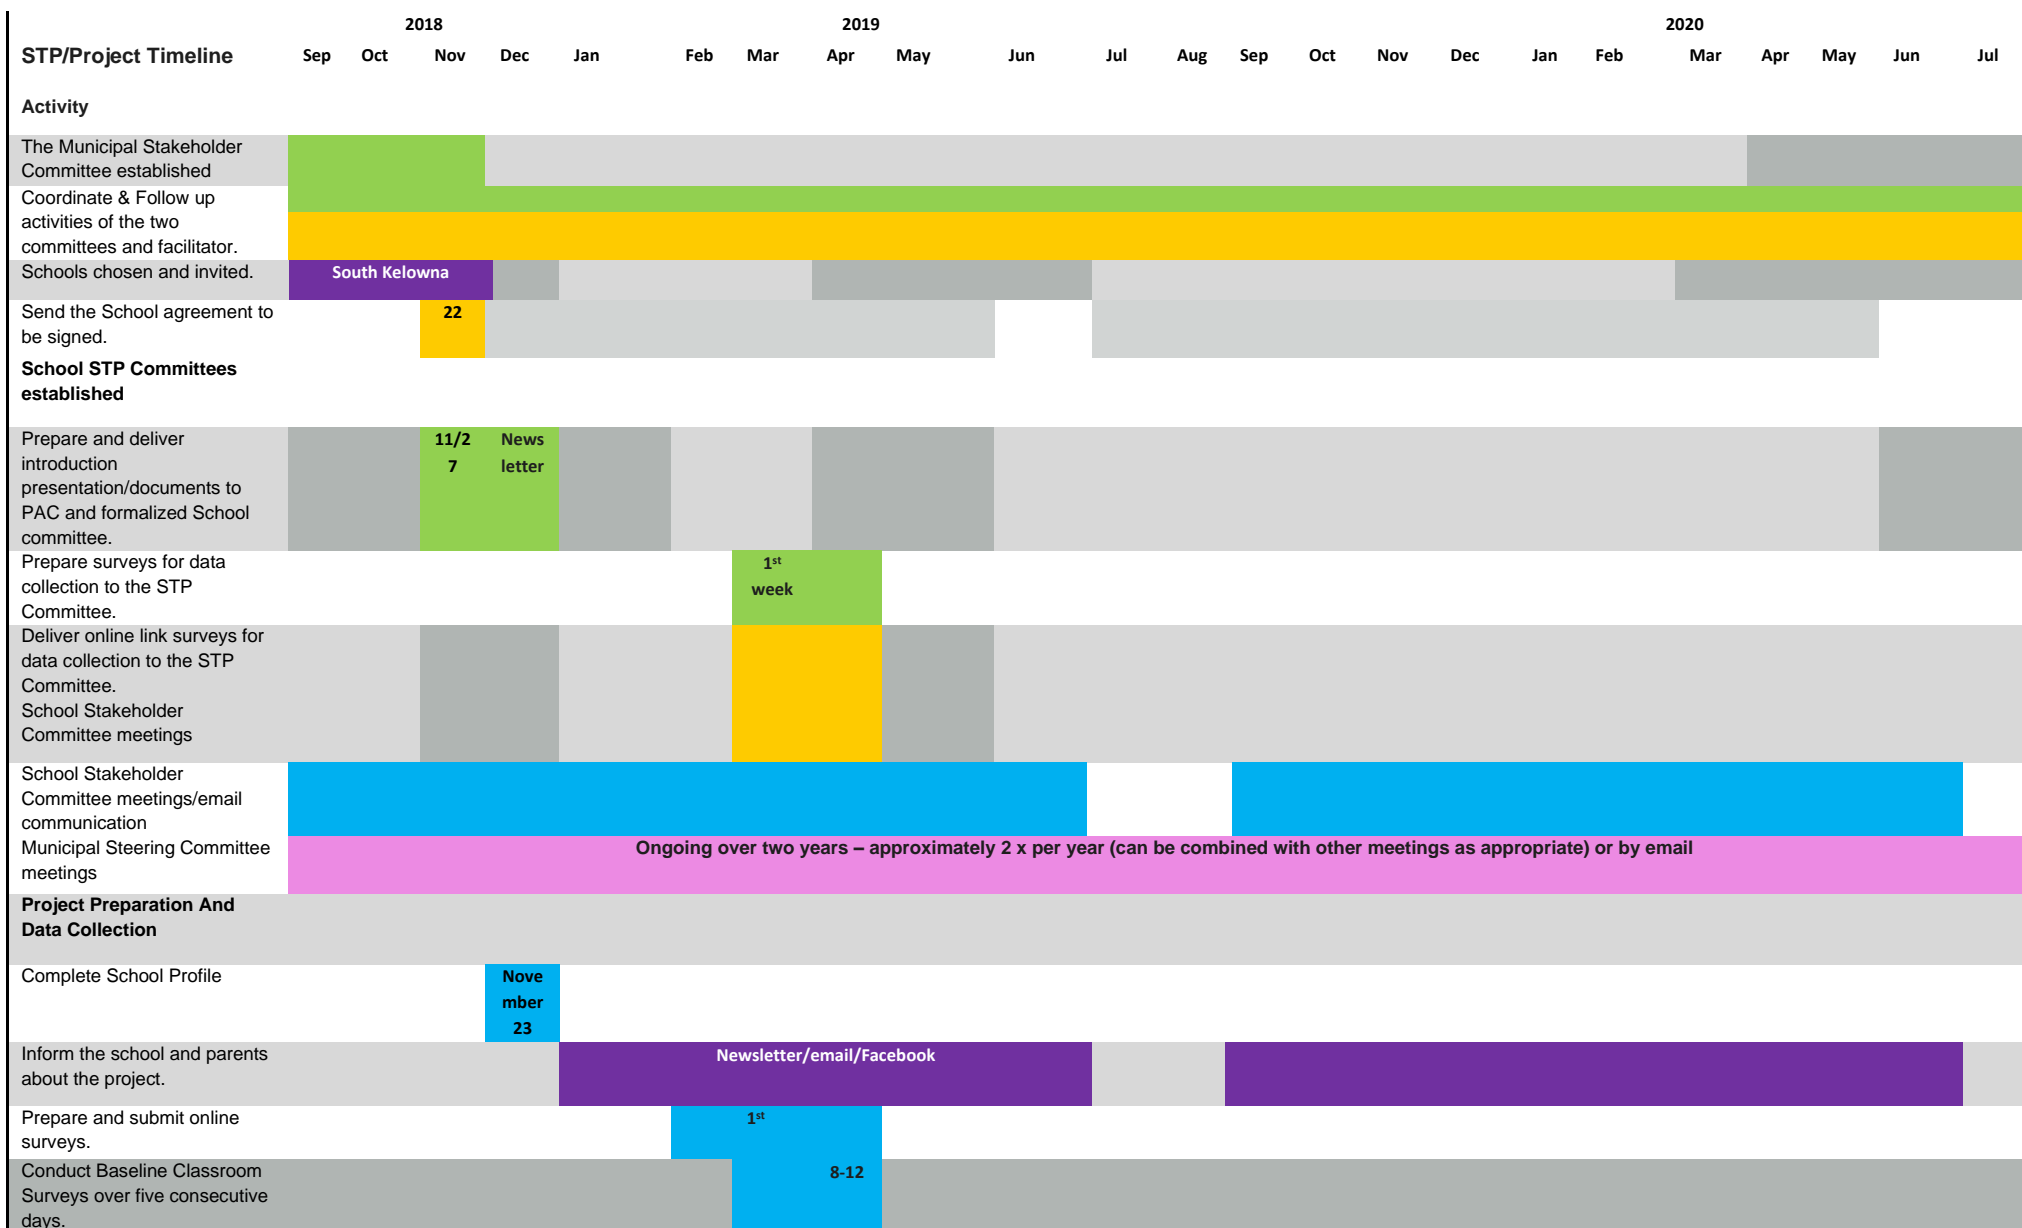 2018 2019 2020
STP/Project Timeline Sep Oct Nov Dec Jan Feb Mar Apr May Jun Jul Aug Sep Oct Nov Dec Jan Feb Mar Apr May Jun Jul
Activity
The Municipal Stakeholder
Committee established
Coordinate & Follow up
activities of the two
committees and facilitator.
Schools chosen and invited. South Kelowna
Send the School agreement to 22
be signed.
School STP Committees
established
Prepare and deliver 11/2 News
introduction 7 letter
presentation/documents to
PAC and formalized School
committee.
Prepare surveys for data 1st
collection to the STP week
Committee.
Deliver online link surveys for
data collection to the STP
Committee.
School Stakeholder
Committee meetings
School Stakeholder
Committee meetings/email
communication
Municipal Steering Committee Ongoing over two years – approximately 2 x per year (can be combined with other meetings as appropriate) or by email
meetings
Project Preparation And
Data Collection
Complete School Profile Nove
mber
23
Inform the school and parents Newsletter/email/Facebook
about the project.
Prepare and submit online 1st
surveys.
Conduct Baseline Classroom 8-12
Surveys over five consecutive
days.